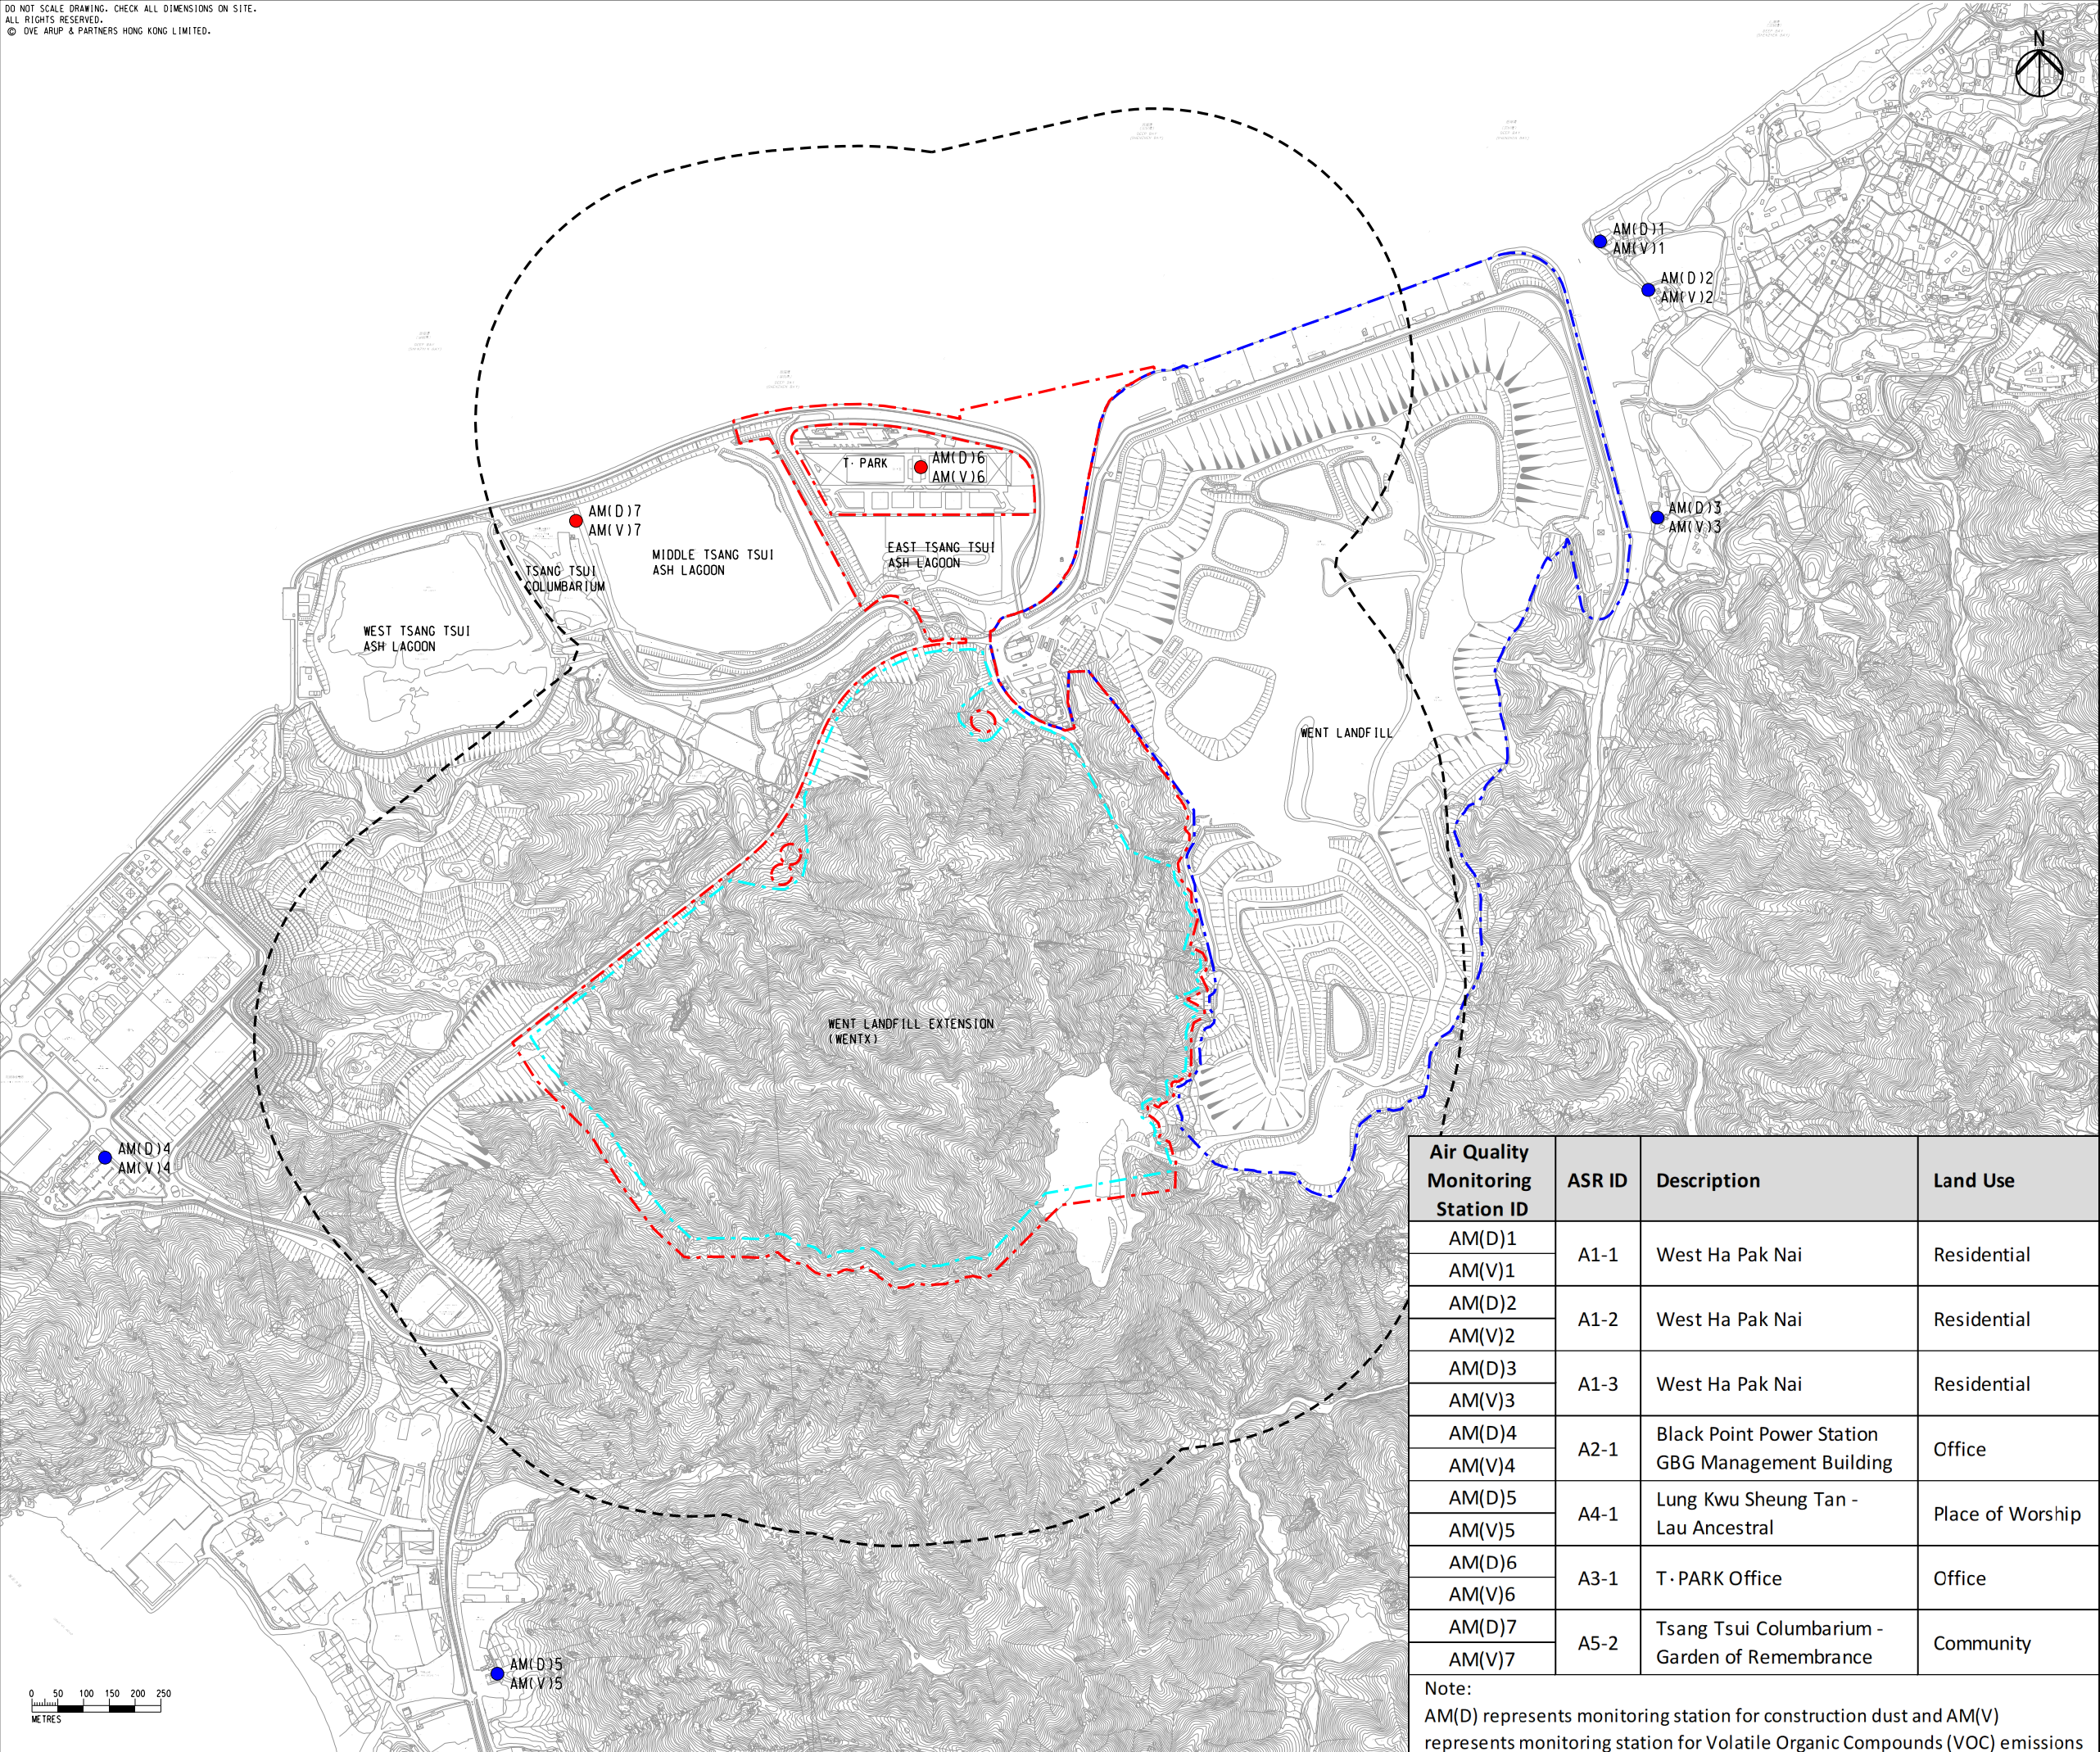 DO NOT SCALE DRAWING. CHECK ALL DIMENSIONS ON SITE.
ALL RIGHTS RESERVED.
© OVE ARUP & PARTNERS HONG KONG LIMITED.
N
AM(D)1
AM(V)1
AM(D)2
AM(V)2
T·PARK
AM(D)6
AM(V)6
AM(D)7
AM(V)7
AM(D)3
AM(V)3
MIDDLE TSANG TSUI
ASH LAGOON
EAST TSANG TSUI
ASH LAGOON
TSANG TSUI
COLUMBARIUM
WEST TSANG TSUI
ASH LAGOON
WENT LANDFILL
WENT LANDFILL EXTENSION
(WENTX)
AM(D)4
AM(V)4
AM(D)5
AM(V)5
0 50 100 150 200 250
METRES
Air Quality Monitoring Station ID ASR ID Description Land Use
AM(D)1
AM(V)1
A1-1 West Ha Pak Nai Residential
AM(D)2
AM(V)2
A1-2 West Ha Pak Nai Residential
AM(D)3
AM(V)3
A1-3 West Ha Pak Nai Residential
AM(D)4
AM(V)4
A2-1 Black Point Power Station GBG Management Building Office
AM(D)5
AM(V)5
A4-1 Lung Kwu Sheung Tan - Lau Ancestral Place of Worship
AM(D)6
AM(V)6
A3-1 T·PARK Office Office
AM(D)7
AM(V)7
A5-2 Tsang Tsui Columbarium - Garden of Remembrance Community
Note:
AM(D) represents monitoring station for construction dust and AM(V)
represents monitoring station for Volatile Organic Compounds (VOC) emissions